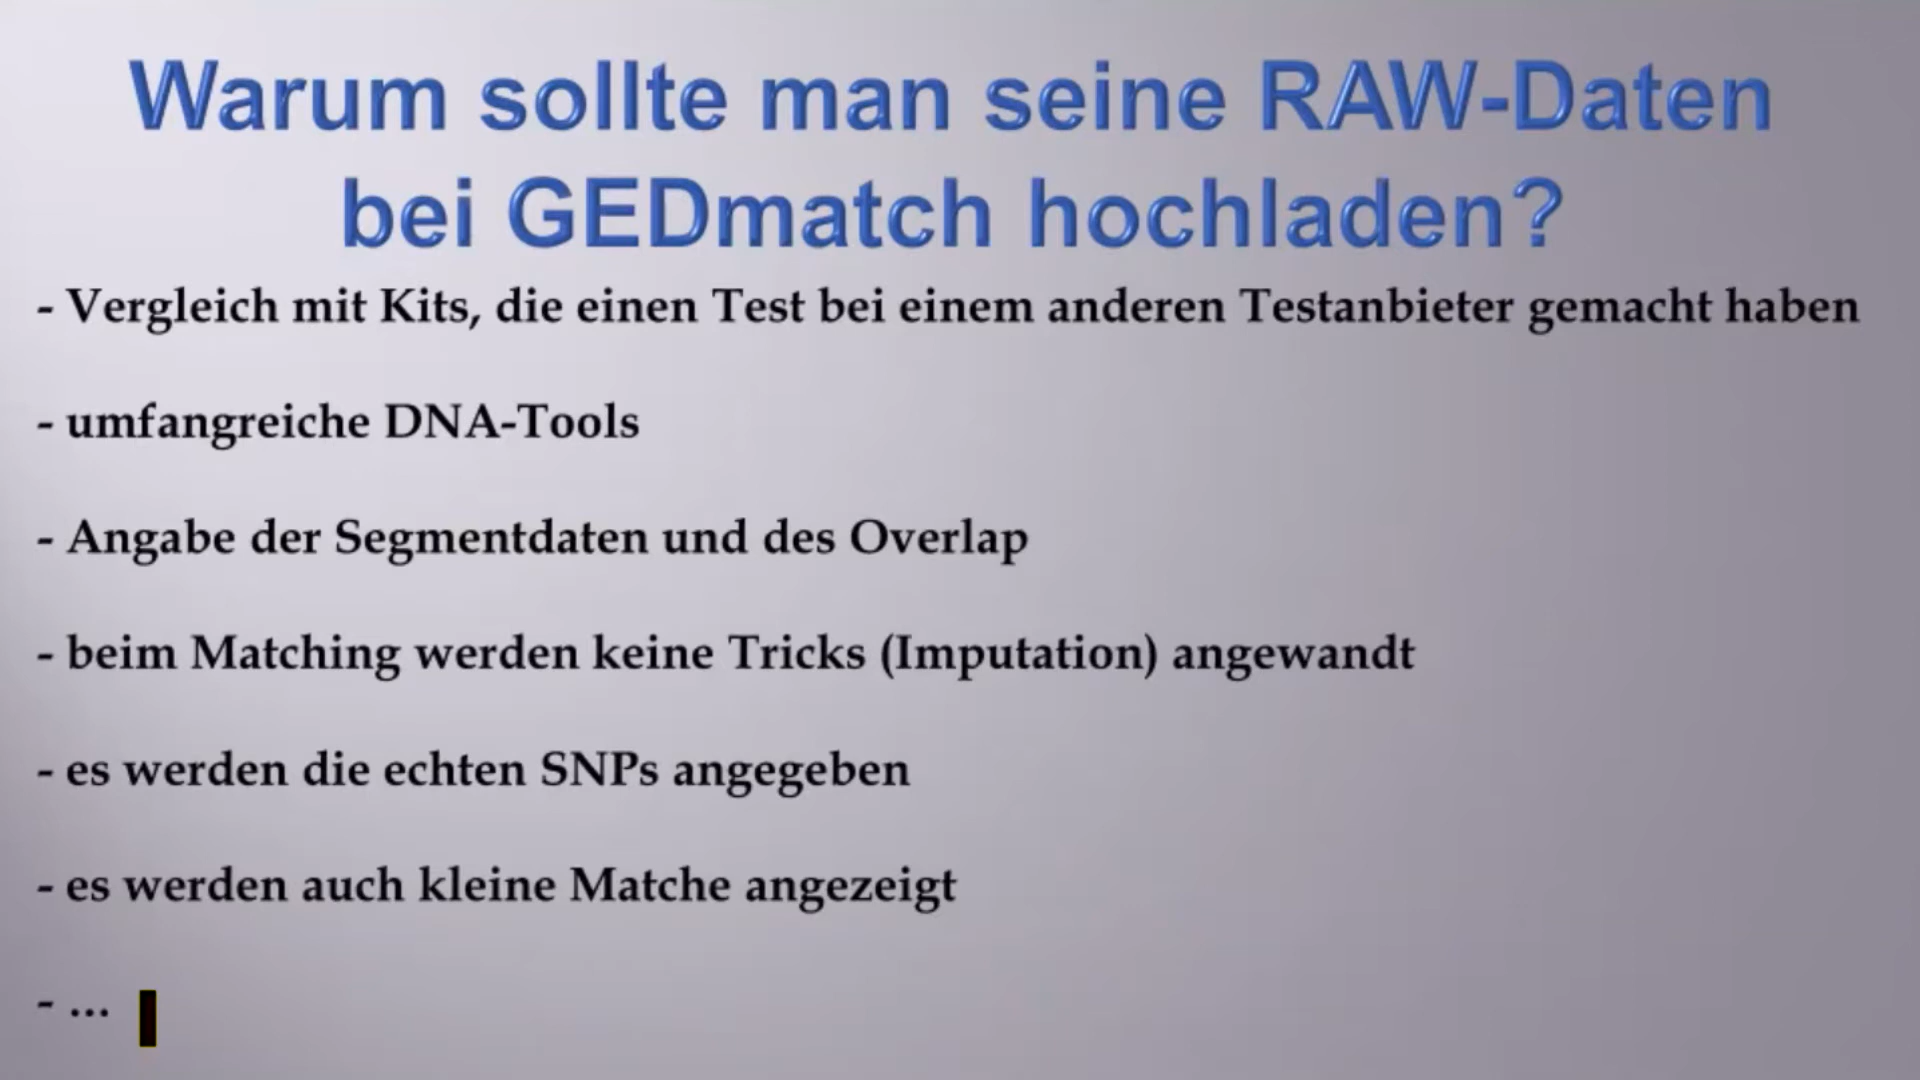 Warum sollte man seine RAW-Daten
bei GEDmatch hochladen?
- Vergleich mit Kits, die einen Test bei einem anderen Testanbieter gemacht haben
- umfangreiche DNA-Tools
- Angabe der Segmentdaten und des Overlap
- beim Matching werden keine Tricks (Imputation) angewandt
- es werden die echten SNPs angegeben
- es werden auch kleine Matche angezeigt
- ...